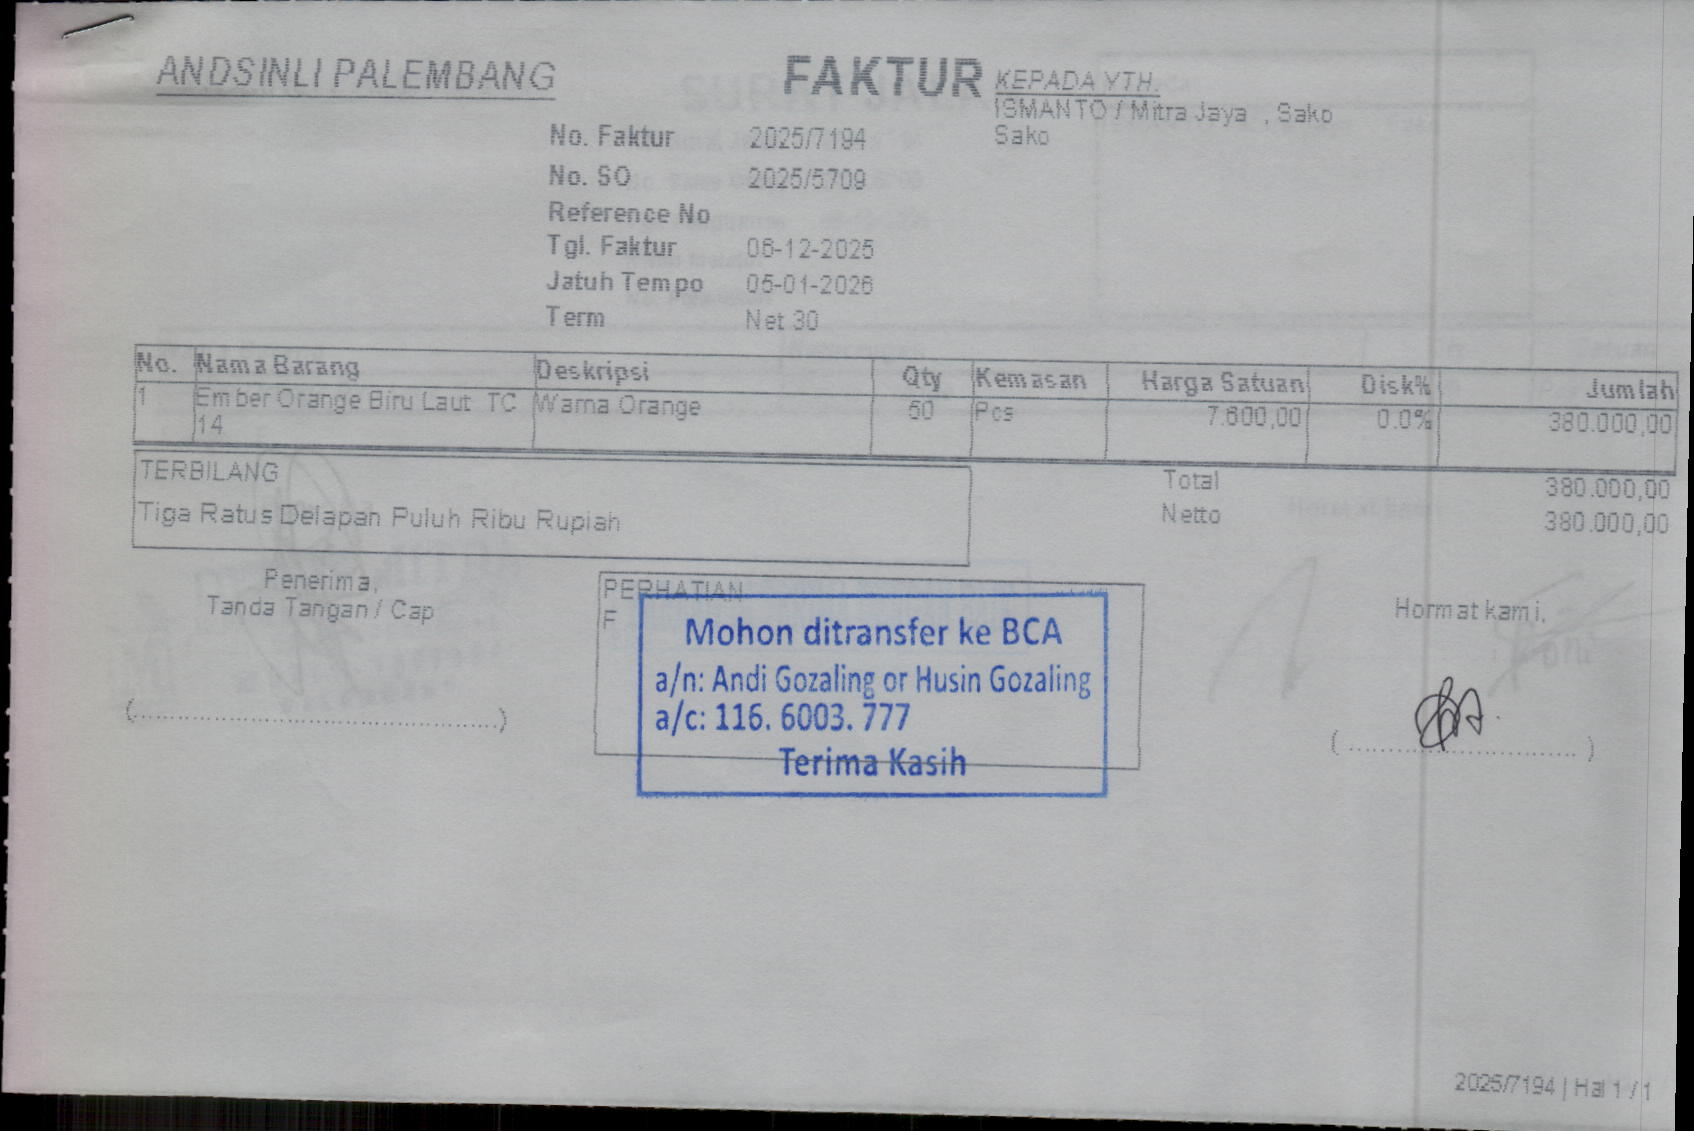 ANDSINLI PALEMBANG
FAKTUR
KEPADA YTH.
ISMANTO / Mitra Jaya , Sako
Sako
No. Faktur 2025/7194
No. SO 2025/5709
Reference No
Tgl. Faktur 06-12-2025
Jatuh Tempo 05-01-2026
Term Net 30
No. Nama Barang Deskripsi Qty Kemasan Harga Satuan Disk% Jumlah
1 Ember Orange Biru Laut TC 14 Warna Orange 50 Pcs 7.600,00 0.0% 380.000,00
TERBILANG
Tiga Ratus Delapan Puluh Ribu Rupiah
Total 380.000,00
Netto 380.000,00
Penerima,
Tanda Tangan / Cap
PERHATIAN
F
Mohon ditransfer ke BCA
a/n: Andi Gozaling or Husin Gozaling
a/c: 116. 6003. 777
Terima Kasih
Hormat kami,
2025/7194 | Hal 1 / 1